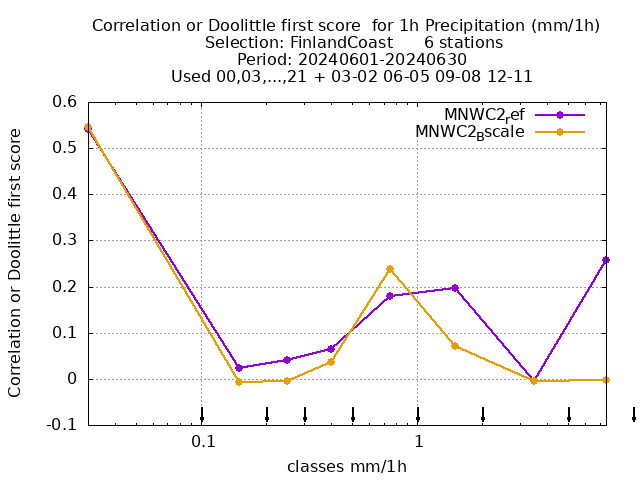 Correlation or Doolittle first score  for 1h Precipitation (mm/1h)
Selection: FinlandCoast      6 stations
Period: 20240601-20240630
Used 00,03,...,21 + 03-02 06-05 09-08 12-11
MNWC2ref
MNWC2Bscale
Correlation or Doolittle first score
0.6
0.5
0.4
0.3
0.2
0.1
0
-0.1
0.1
1
classes mm/1h